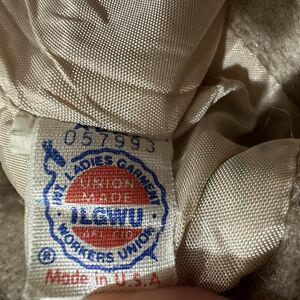 057993
INT. LADIES GARMENT
UNION
MADE
ILGWU
AFL-CIO
WORKERS UNION
®
Made in U.S.A